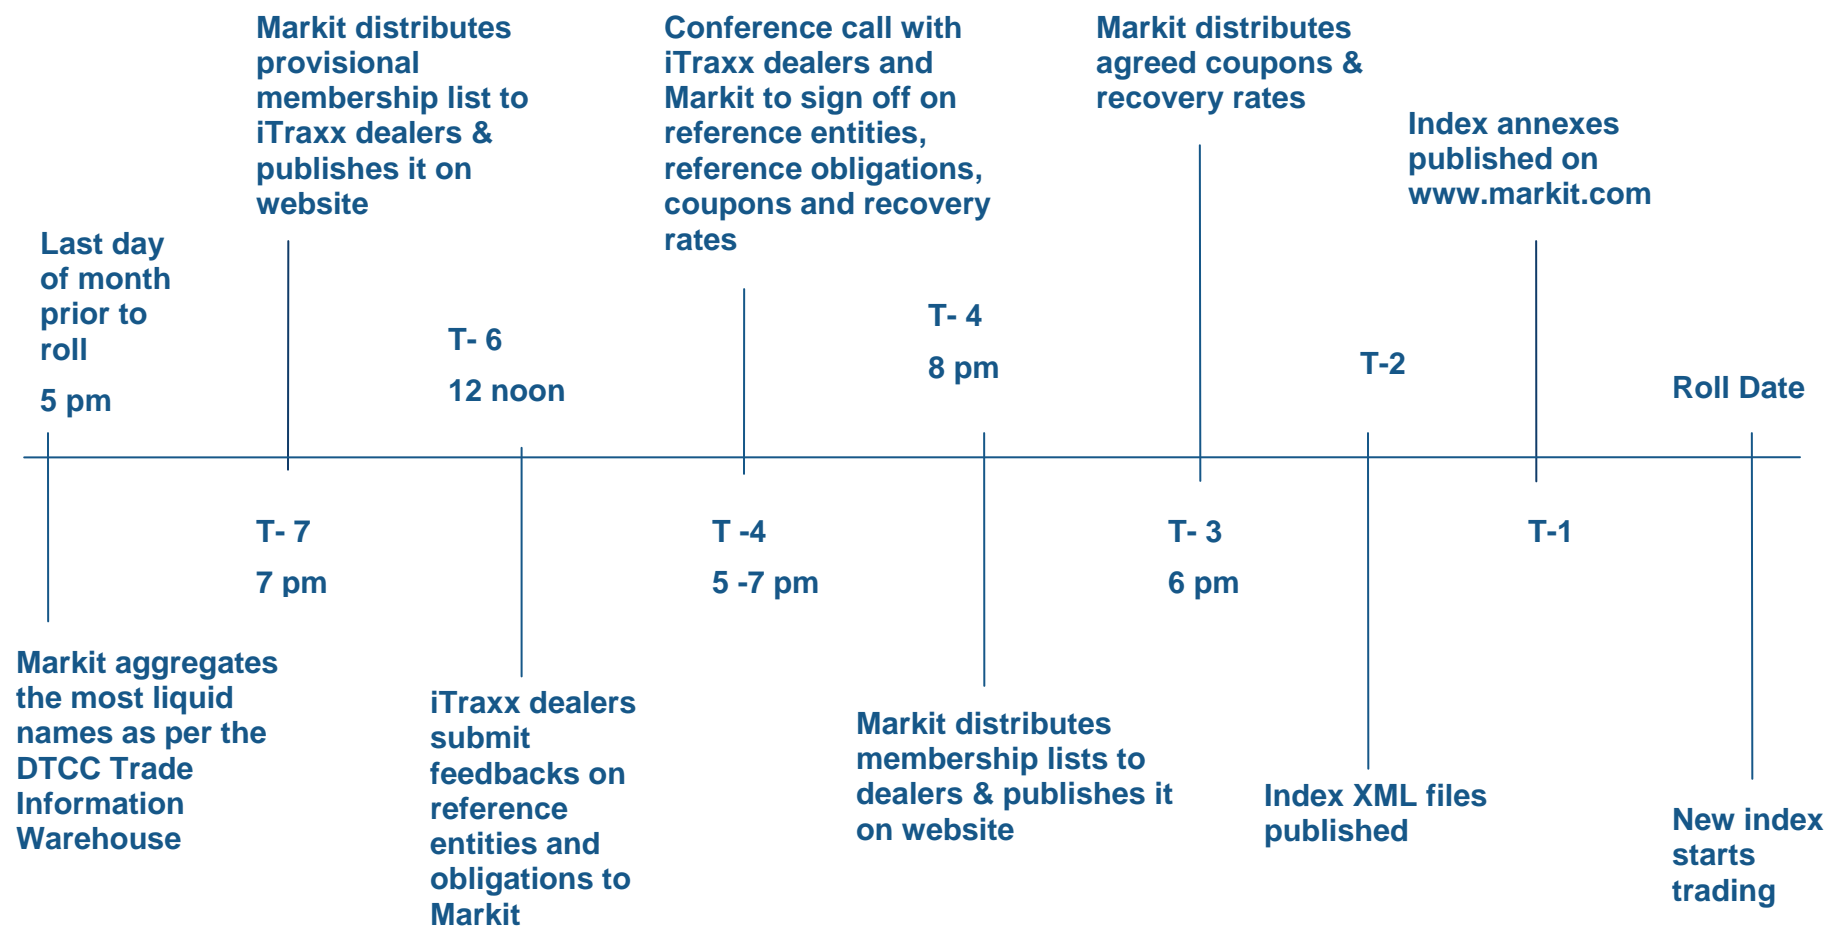 Markit distributes
provisional
membership list to
iTraxx dealers &
publishes it on
website
Conference call with
iTraxx dealers and
Markit to sign off on
reference entities,
reference obligations,
coupons and recovery
rates
Markit distributes
agreed coupons &
recovery rates
Index annexes
published on
www.markit.com
Last day
of month
prior to
roll
5 pm
T- 6
12 noon
T- 4
8 pm
T-2
Roll Date
T- 7
7 pm
T -4
5 -7 pm
T- 3
6 pm
T-1
Markit aggregates
the most liquid
names as per the
DTCC Trade
Information
Warehouse
iTraxx dealers
submit
feedbacks on
reference
entities and
obligations to
Markit
Markit distributes
membership lists to
dealers & publishes it
on website
Index XML files
published
New index
starts
trading